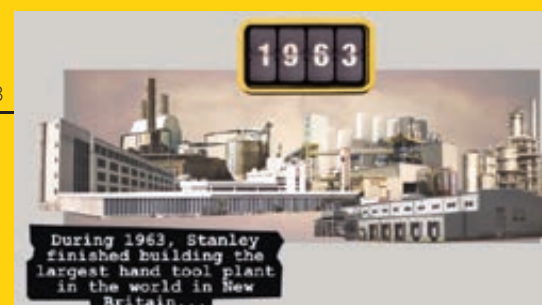 1963
During 1963, Stanley
finished building the
largest hand tool plant
in the world in New
Britain...